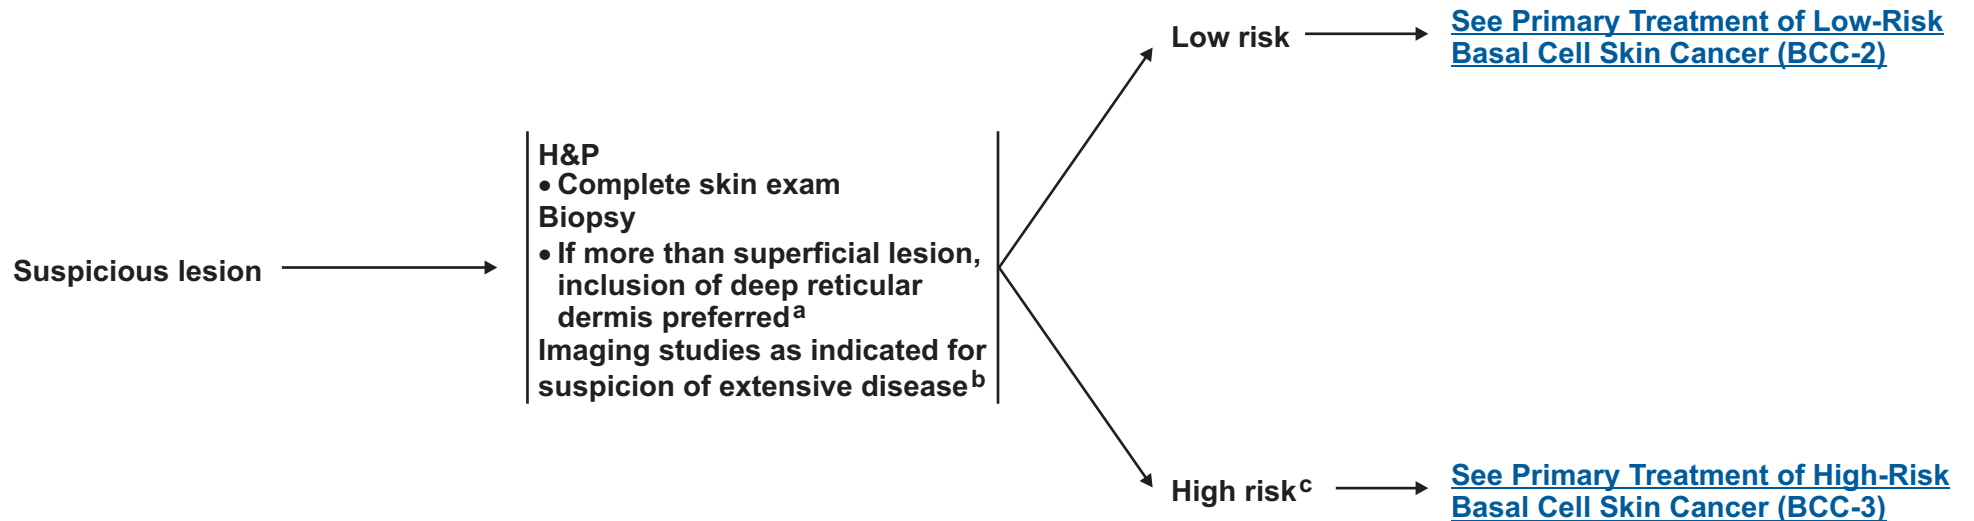 Suspicious lesion
H&P
• Complete skin exam
Biopsy
• If more than superficial lesion,
inclusion of deep reticular
dermis preferred a
Imaging studies as indicated for
suspicion of extensive disease b
Low risk
See Primary Treatment of Low-Risk
Basal Cell Skin Cancer (BCC-2)
High risk c
See Primary Treatment of High-Risk
Basal Cell Skin Cancer (BCC-3)